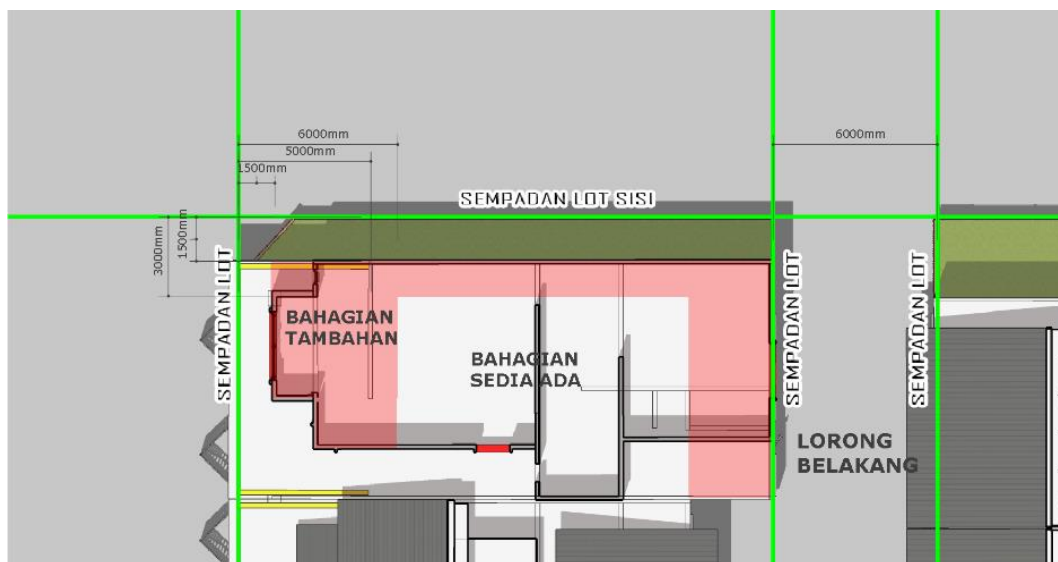 6000mm
6000mm
5000mm
1500mm
SEMPADAN LOT SISI
1500mm
3000mm
SEMPADAN LOT
SEMPADAN LOT
SEMPADAN LOT
BAHAGIAN
TAMBAHAN
BAHAGIAN
SEDIA ADA
LORONG
BELAKANG